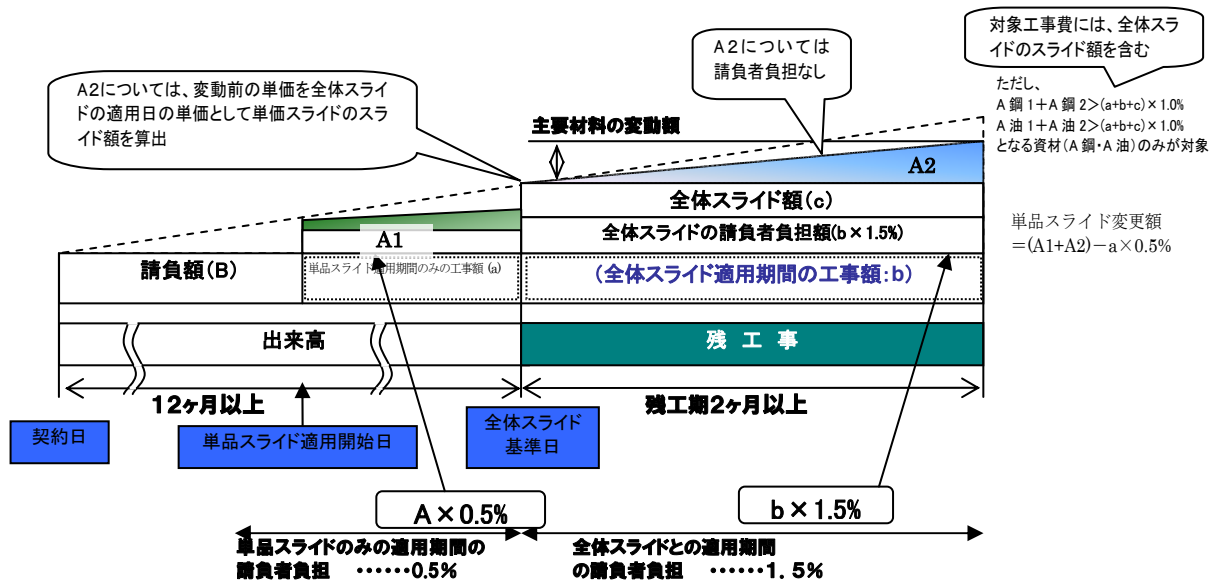 A2については、変動前の単価を全体スライ
ドの適用日の単価として単価スライドのスラ
イド額を算出
A2については
請負者負担なし
対象工事費には、全体スラ
イドのスライド額を含む
ただし、
A 鋼 1+A 鋼 2>(a+b+c)×1.0%
A 油 1+A 油 2>(a+b+c)×1.0%
となる資材(A 鋼・A 油)のみが対象
主要材料の変動額
A2
全体スライド額(c)
単品スライド変更額
=(A1+A2)-a×0.5%
A1
全体スライドの請負者負担額(b×1.5%)
請負額(B)
単品スライド適用期間のみの工事額 (a)
(全体スライド適用期間の工事額:b)
出来高
残 工 事
12ヶ月以上
残工期2ヶ月以上
契約日
単品スライド適用開始日
全体スライド
基準日
A×0.5%
b×1.5%
単品スライドのみの適用期間の
請負者負担 ……0.5%
全体スライドとの適用期間
の請負者負担 ……1.5%